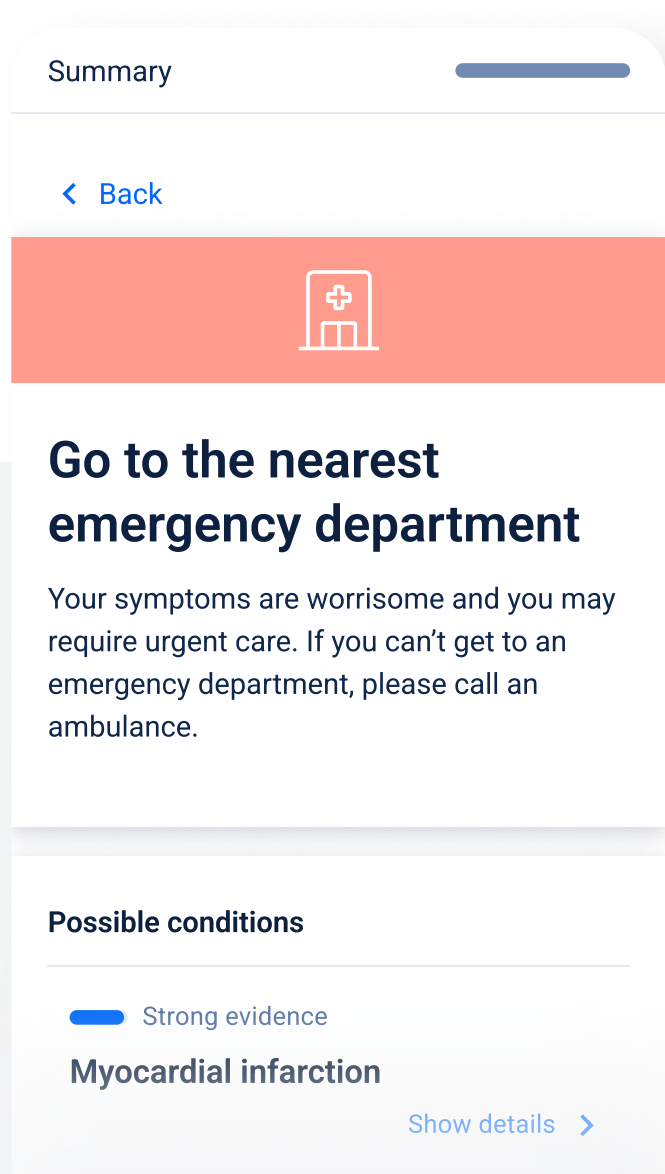 Summary
Back
Go to the nearest
emergency department
Your symptoms are worrisome and you may
require urgent care. If you can’t get to an
emergency department, please call an
ambulance.
Possible conditions
Strong evidence
Myocardial infarction
Show details